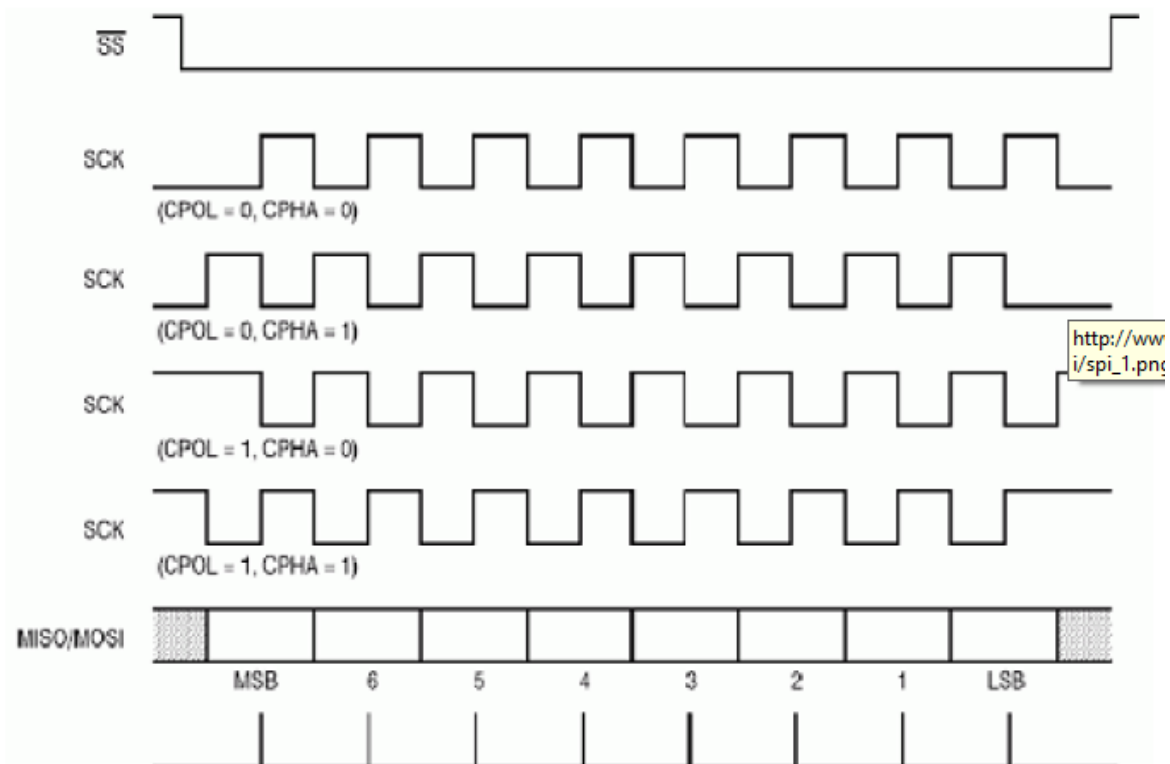 SS
SCK
(CPOL = 0, CPHA = 0)
SCK
(CPOL = 0, CPHA = 1)
http://www
i/spi_1.png
SCK
(CPOL = 1, CPHA = 0)
SCK
(CPOL = 1, CPHA = 1)
MISO/MOSI
MSB 6 5 4 3 2 1 LSB